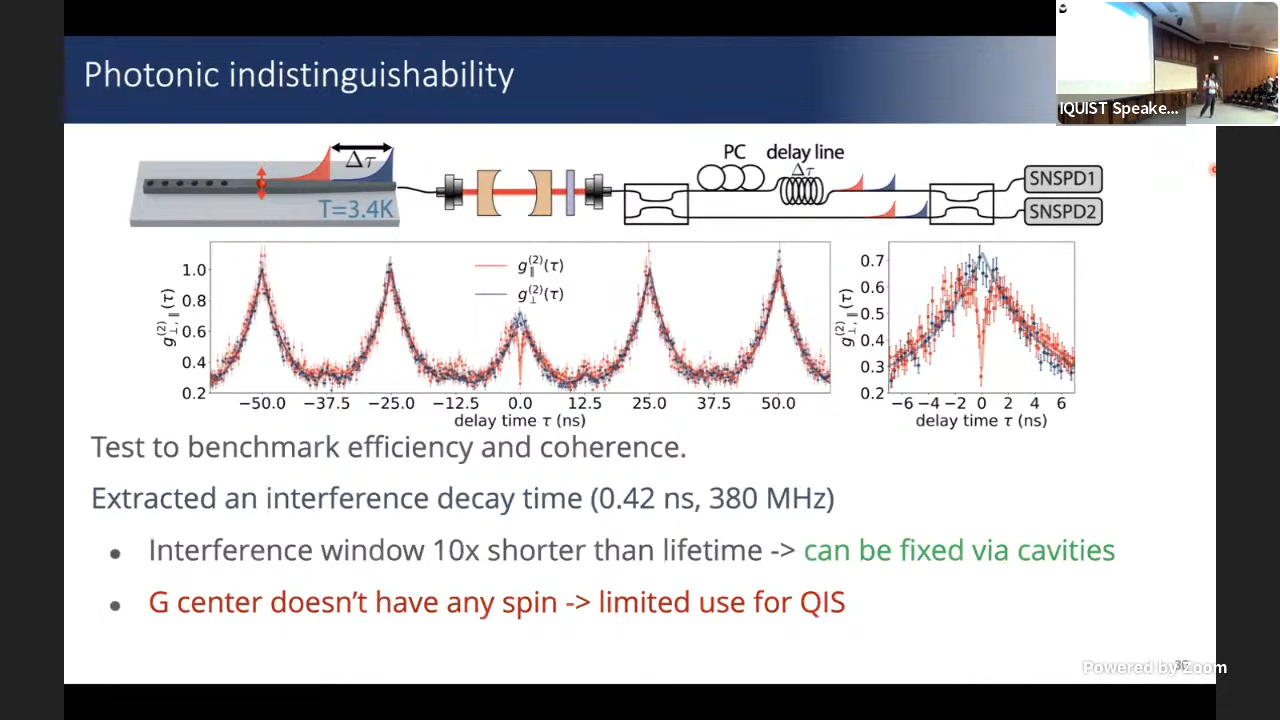 Photonic indistinguishability
IQUIST Speake...
Δτ
T=3.4K
PC
delay line
Δτ
SNSPD1
SNSPD2
g⊥,∥(2)(τ)
1.0
0.8
0.6
0.4
0.2
g∥(2)(τ)
g⊥(2)(τ)
−50.0 −37.5 −25.0 −12.5 0.0 12.5 25.0 37.5 50.0
delay time τ (ns)
g⊥,∥(2)(τ)
0.7
0.6
0.5
0.4
0.3
0.2
−6 −4 −2 0 2 4 6
delay time τ (ns)
Test to benchmark efficiency and coherence.
Extracted an interference decay time (0.42 ns, 380 MHz)
• Interference window 10x shorter than lifetime -> can be fixed via cavities
• G center doesn't have any spin -> limited use for QIS
Powered by Zoom